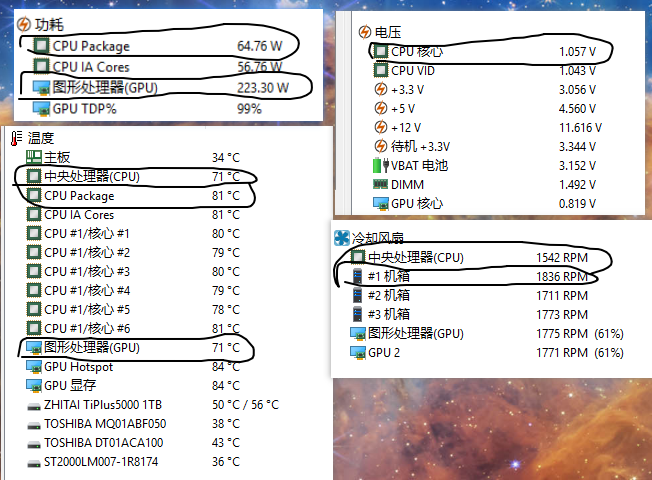 功耗
CPU Package 64.76 W
CPU IA Cores 56.76 W
图形处理器(GPU) 223.30 W
GPU TDP% 99%
温度
主板 34 °C
中央处理器(CPU) 71 °C
CPU Package 81 °C
CPU IA Cores 81 °C
CPU #1/核心 #1 80 °C
CPU #1/核心 #2 79 °C
CPU #1/核心 #3 80 °C
CPU #1/核心 #4 79 °C
CPU #1/核心 #5 78 °C
CPU #1/核心 #6 81 °C
图形处理器(GPU) 71 °C
GPU Hotspot 84 °C
GPU 显存 84 °C
ZHITAI TiPlus5000 1TB 50 °C / 56 °C
TOSHIBA MQ01ABF050 38 °C
TOSHIBA DT01ACA100 43 °C
ST2000LM007-1R8174 36 °C
电压
CPU 核心 1.057 V
CPU VID 1.043 V
+3.3 V 3.056 V
+5 V 4.560 V
+12 V 11.616 V
待机 +3.3V 3.344 V
VBAT 电池 3.152 V
DIMM 1.492 V
GPU 核心 0.819 V
冷却风扇
中央处理器(CPU) 1542 RPM
#1 机箱 1836 RPM
#2 机箱 1711 RPM
#3 机箱 1773 RPM
图形处理器(GPU) 1775 RPM (61%)
GPU 2 1771 RPM (61%)